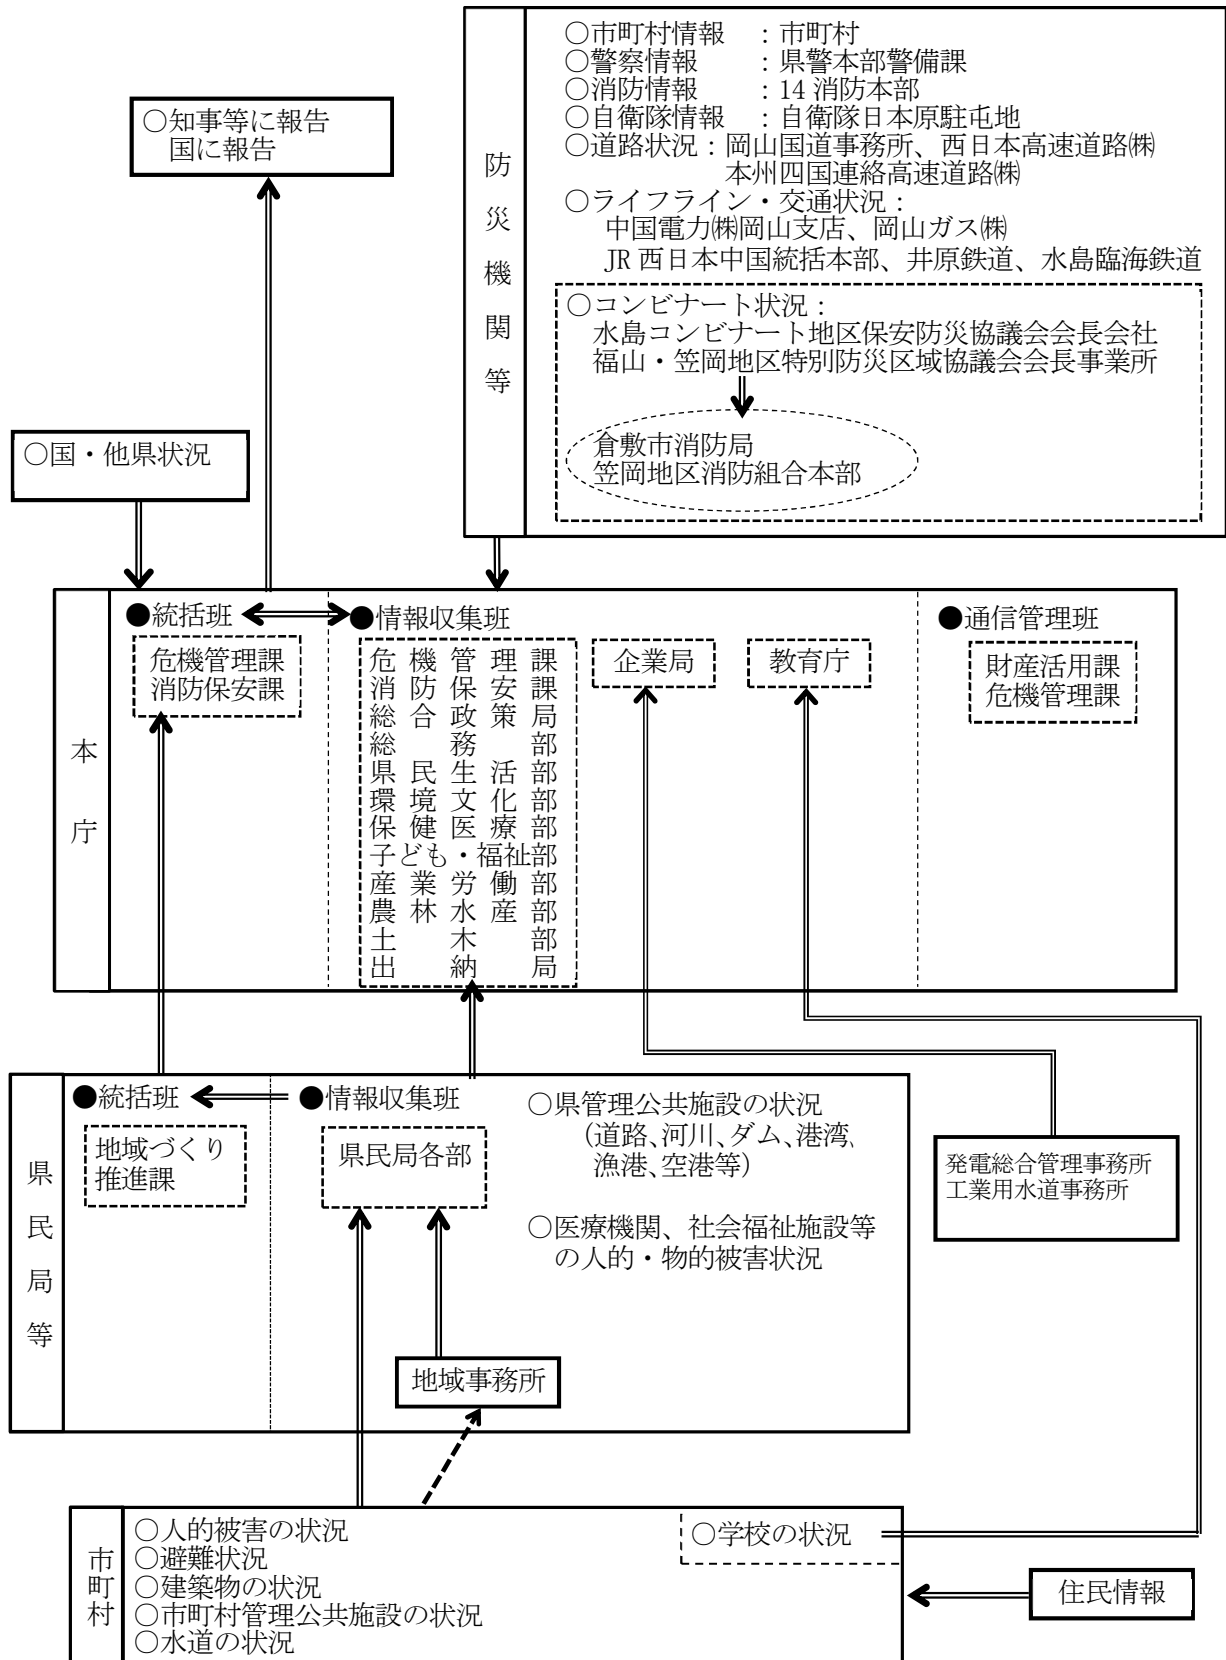 ○市町村情報　：市町村
○警察情報　　：県警本部警備課
○消防情報　　：14消防本部
○自衛隊情報　：自衛隊日本原駐屯地
○道路状況：岡山国道事務所、西日本高速道路㈱
本州四国連絡高速道路㈱
○ライフライン・交通状況：
中国電力㈱岡山支店、岡山ガス㈱
JR西日本中国統括本部、井原鉄道、水島臨海鉄道
○コンビナート状況：
水島コンビナート地区保安防災協議会会長会社
福山・笠岡地区特別防災区域協議会会長事業所
倉敷市消防局
笠岡地区消防組合本部
防災機関等
○知事等に報告
国に報告
○国・他県状況
本庁
●統括班
危機管理課
消防保安課
●情報収集班
危機管理課
消防保安課
総合政策局
総務部
県民生活部
環境文化部
保健医療部
子ども・福祉部
産業労働部
農林水産部
土木部
出納局
企業局
教育庁
●通信管理班
財産活用課
危機管理課
県民局等
●統括班
地域づくり
推進課
●情報収集班
県民局各部
○県管理公共施設の状況
（道路、河川、ダム、港湾、
漁港、空港等）
○医療機関、社会福祉施設等
の人的・物的被害状況
地域事務所
発電総合管理事務所
工業用水道事務所
市町村
○人的被害の状況
○避難状況
○建築物の状況
○市町村管理公共施設の状況
○水道の状況
○学校の状況
住民情報